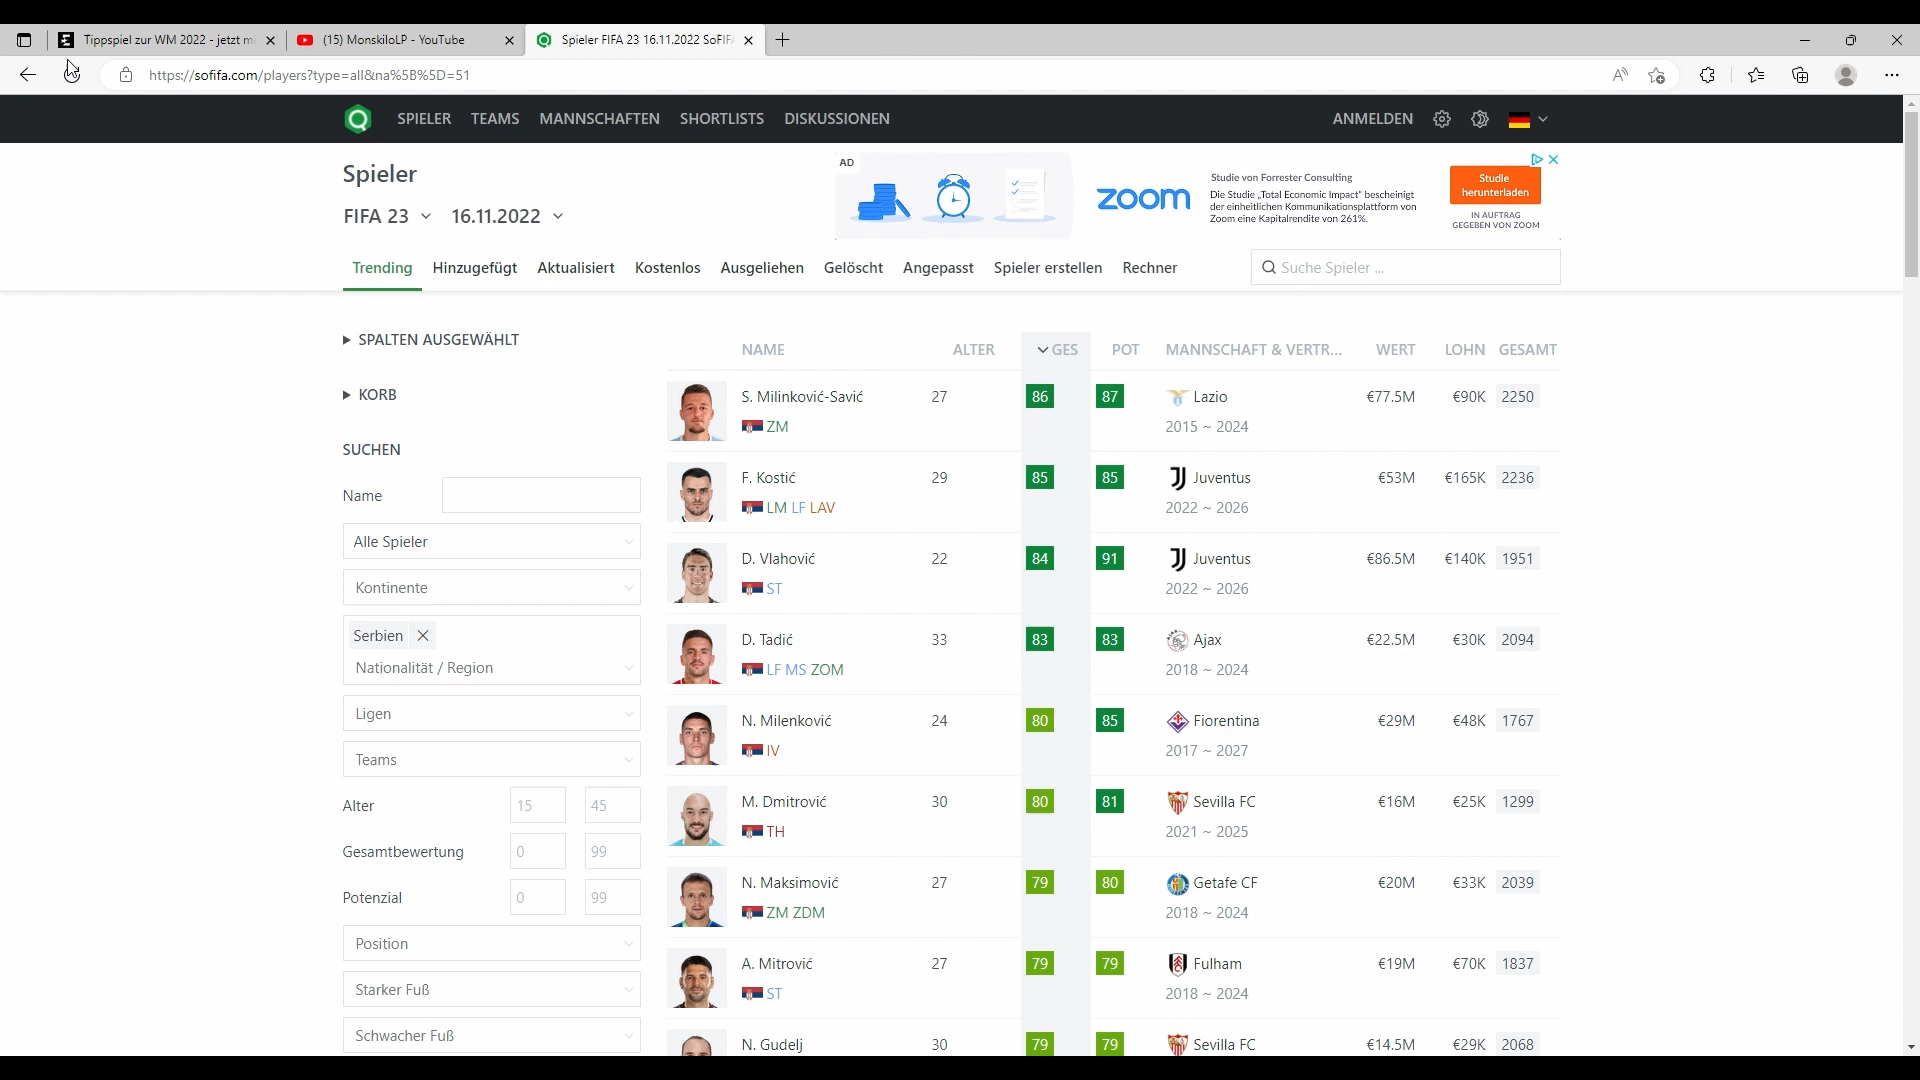 Tippspiel zur WM 2022 - jetzt mi
(15) MonskiloLP - YouTube
Spieler FIFA 23 16.11.2022 SoFIFA
https://sofifa.com/players?type=all&na%5B%5D=51
SPIELER TEAMS MANNSCHAFTEN SHORTLISTS DISKUSSIONEN
ANMELDEN
Spieler
FIFA 23 16.11.2022
AD
zoom
Studie von Forrester Consulting
Die Studie „Total Economic Impact" bescheinigt
der einheitlichen Kommunikationsplattform von
Zoom eine Kapitalrendite von 261%.
Studie
herunterladen
IN AUFTRAG
GEGEBEN VON ZOOM
Trending Hinzugefügt Aktualisiert Kostenlos Ausgeliehen Gelöscht Angepasst Spieler erstellen Rechner
Suche Spieler ...
SPALTEN AUSGEWÄHLT
KORB
SUCHEN
Name
Alle Spieler
Kontinente
Serbien
Nationalität / Region
Ligen
Teams
Alter 15 45
Gesamtbewertung 0 99
Potenzial 0 99
Position
Starker Fuß
Schwacher Fuß
NAME ALTER GES POT MANNSCHAFT & VERTR... WERT LOHN GESAMT
S. Milinković-Savić 27 86 87 Lazio €77.5M €90K 2250
ZM 2015 ~ 2024
F. Kostić 29 85 85 Juventus €53M €165K 2236
LM LF LAV 2022 ~ 2026
D. Vlahović 22 84 91 Juventus €86.5M €140K 1951
ST 2022 ~ 2026
D. Tadić 33 83 83 Ajax €22.5M €30K 2094
LF MS ZOM 2018 ~ 2024
N. Milenković 24 80 85 Fiorentina €29M €48K 1767
IV 2017 ~ 2027
M. Dmitrović 30 80 81 Sevilla FC €16M €25K 1299
TH 2021 ~ 2025
N. Maksimović 27 79 80 Getafe CF €20M €33K 2039
ZM ZDM 2018 ~ 2024
A. Mitrović 27 79 79 Fulham €19M €70K 1837
ST 2018 ~ 2024
N. Gudelj 30 79 79 Sevilla FC €14.5M €29K 2068